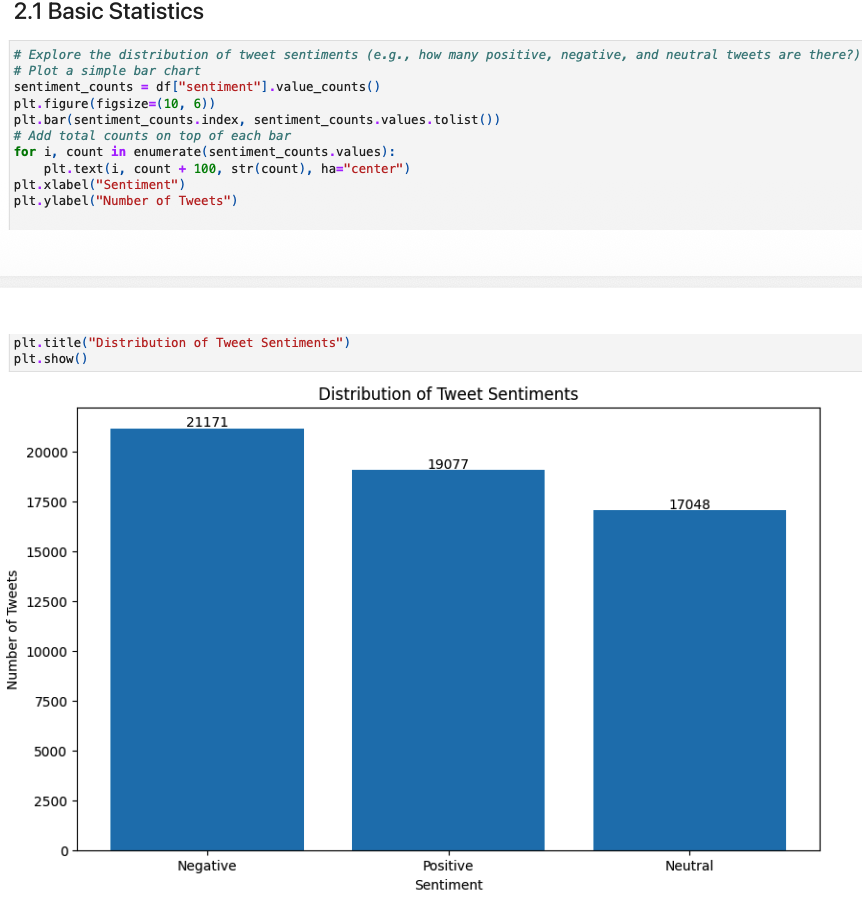 2.1 Basic Statistics
# Explore the distribution of tweet sentiments (e.g., how many positive, negative, and neutral tweets are there?)
# Plot a simple bar chart
sentiment_counts = df["sentiment"].value_counts()
plt.figure(figsize=(10, 6))
plt.bar(sentiment_counts.index, sentiment_counts.values.tolist())
# Add total counts on top of each bar
for i, count in enumerate(sentiment_counts.values):
    plt.text(i, count + 100, str(count), ha="center")
plt.xlabel("Sentiment")
plt.ylabel("Number of Tweets")
plt.title("Distribution of Tweet Sentiments")
plt.show()
Distribution of Tweet Sentiments
21171
19077
17048
20000
17500
15000
12500
10000
7500
5000
2500
0
Number of Tweets
Negative
Positive
Neutral
Sentiment